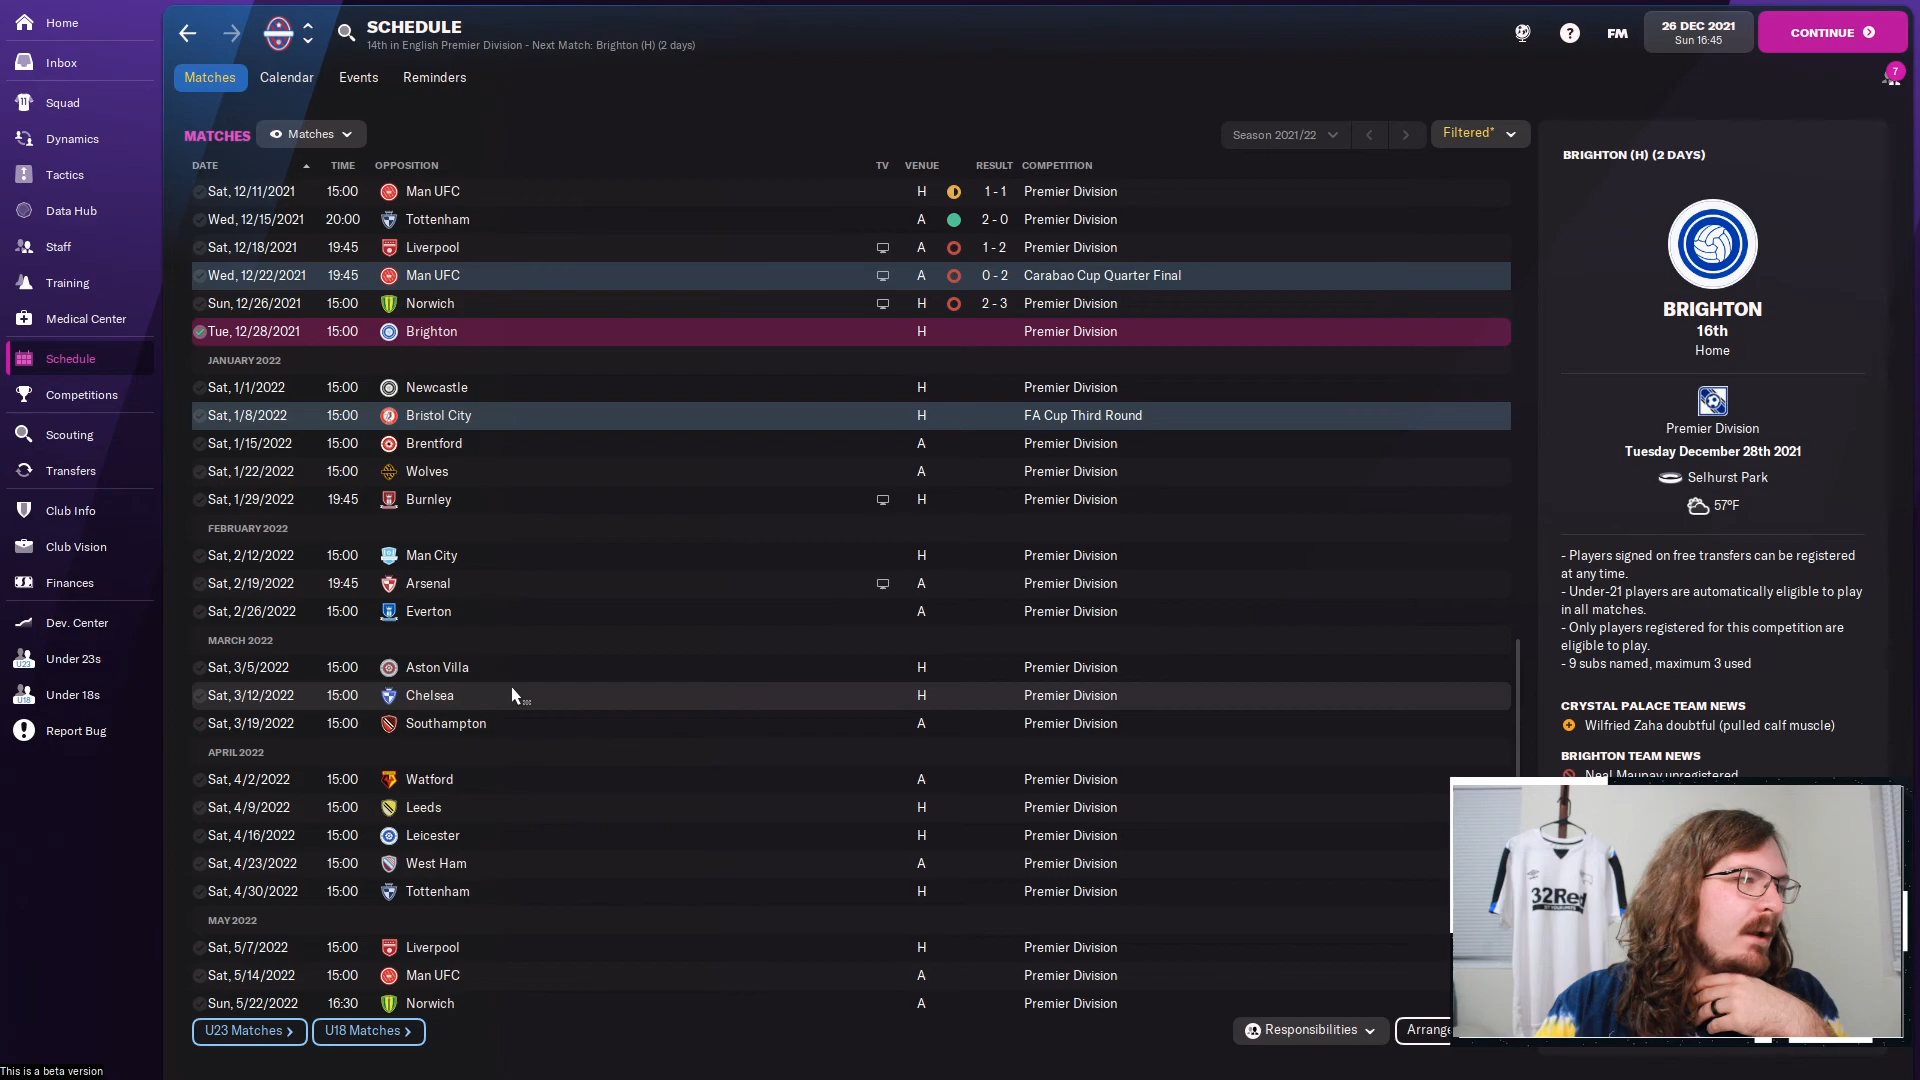 Home
Inbox
Squad
Dynamics
Tactics
Data Hub
Staff
Training
Medical Center
Schedule
Competitions
Scouting
Transfers
Club Info
Club Vision
Finances
Dev. Center
U23 Under 23s
U18 Under 18s
Report Bug
This is a beta version
SCHEDULE
14th in English Premier Division - Next Match: Brighton (H) (2 days)
FM
26 DEC 2021
Sun 16:45
CONTINUE
7
Matches Calendar Events Reminders
MATCHES Matches Season 2021/22 Filtered*
DATE TIME OPPOSITION TV VENUE RESULT COMPETITION
Sat, 12/11/2021 15:00 Man UFC H 1 - 1 Premier Division
Wed, 12/15/2021 20:00 Tottenham A 2 - 0 Premier Division
Sat, 12/18/2021 19:45 Liverpool A 1 - 2 Premier Division
Wed, 12/22/2021 19:45 Man UFC A 0 - 2 Carabao Cup Quarter Final
Sun, 12/26/2021 15:00 Norwich H 2 - 3 Premier Division
Tue, 12/28/2021 15:00 Brighton H Premier Division
JANUARY 2022
Sat, 1/1/2022 15:00 Newcastle H Premier Division
Sat, 1/8/2022 15:00 Bristol City H FA Cup Third Round
Sat, 1/15/2022 15:00 Brentford A Premier Division
Sat, 1/22/2022 15:00 Wolves A Premier Division
Sat, 1/29/2022 19:45 Burnley H Premier Division
FEBRUARY 2022
Sat, 2/12/2022 15:00 Man City H Premier Division
Sat, 2/19/2022 19:45 Arsenal A Premier Division
Sat, 2/26/2022 15:00 Everton A Premier Division
MARCH 2022
Sat, 3/5/2022 15:00 Aston Villa H Premier Division
Sat, 3/12/2022 15:00 Chelsea H Premier Division
Sat, 3/19/2022 15:00 Southampton A Premier Division
APRIL 2022
Sat, 4/2/2022 15:00 Watford A Premier Division
Sat, 4/9/2022 15:00 Leeds H Premier Division
Sat, 4/16/2022 15:00 Leicester H Premier Division
Sat, 4/23/2022 15:00 West Ham A Premier Division
Sat, 4/30/2022 15:00 Tottenham H Premier Division
MAY 2022
Sat, 5/7/2022 15:00 Liverpool H Premier Division
Sat, 5/14/2022 15:00 Man UFC A Premier Division
Sun, 5/22/2022 16:30 Norwich A Premier Division
U23 Matches U18 Matches Responsibilities Arrange
BRIGHTON (H) (2 DAYS)
BRIGHTON
16th
Home
Premier Division
Tuesday December 28th 2021
Selhurst Park
57°F
- Players signed on free transfers can be registered
at any time.
- Under-21 players are automatically eligible to play
in all matches.
- Only players registered for this competition are
eligible to play.
- 9 subs named, maximum 3 used
CRYSTAL PALACE TEAM NEWS
Wilfried Zaha doubtful (pulled calf muscle)
BRIGHTON TEAM NEWS
Neal Maupay unregistered
32Red